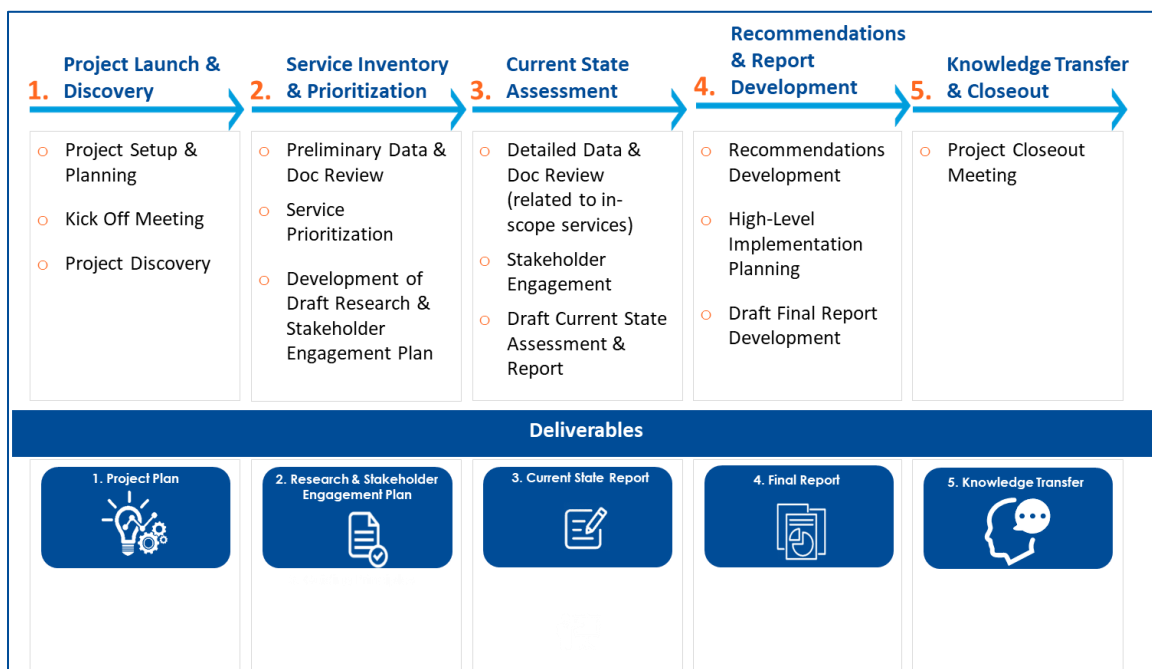 1. Project Launch &
Discovery
2. Service Inventory
& Prioritization
3. Current State
Assessment
4. Recommendations
& Report
Development
5. Knowledge Transfer
& Closeout
Project Setup &
Planning
Kick Off Meeting
Project Discovery
Preliminary Data &
Doc Review
Service
Prioritization
Development of
Draft Research &
Stakeholder
Engagement Plan
Detailed Data &
Doc Review
(related to in-
scope services)
Stakeholder
Engagement
Draft Current State
Assessment &
Report
Recommendations
Development
High-Level
Implementation
Planning
Draft Final Report
Development
Project Closeout
Meeting
Deliverables
1. Project Plan
2. Research & Stakeholder
Engagement Plan
3. Current State Report
4. Final Report
5. Knowledge Transfer